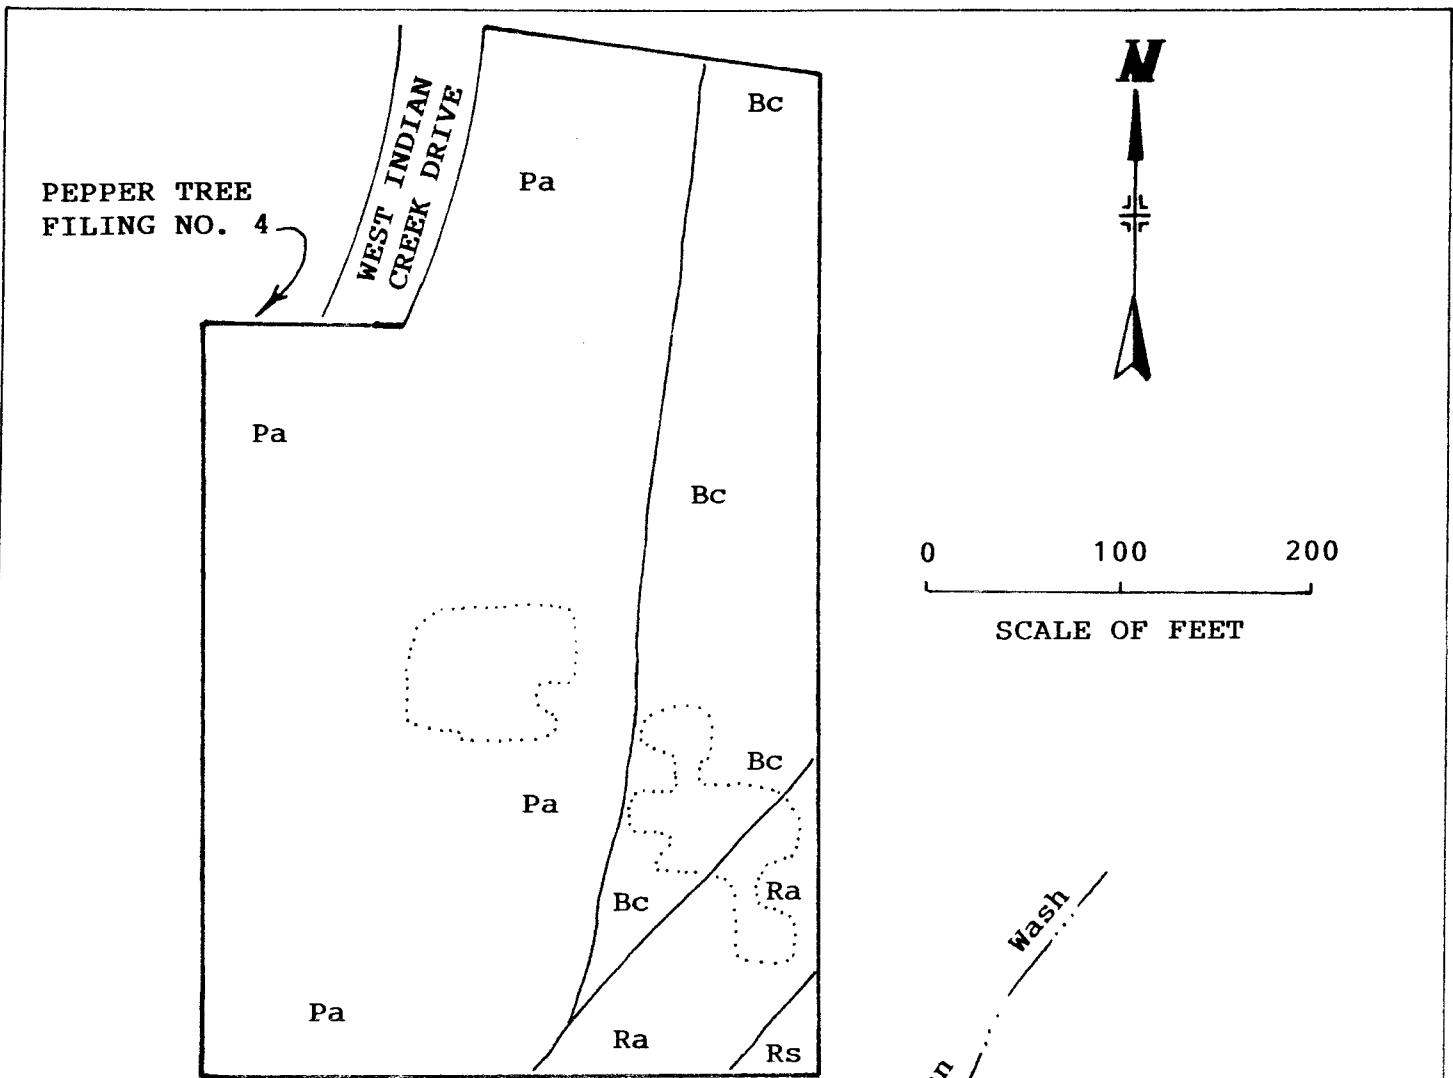 N
Bc
WEST INDIAN
CREEK DRIVE
Pa
PEPPER TREE
FILING NO. 4
Pa
Bc
0 100 200
SCALE OF FEET
Bc
Pa
Ra
Bc
Wash
Pa
Ra
Rs